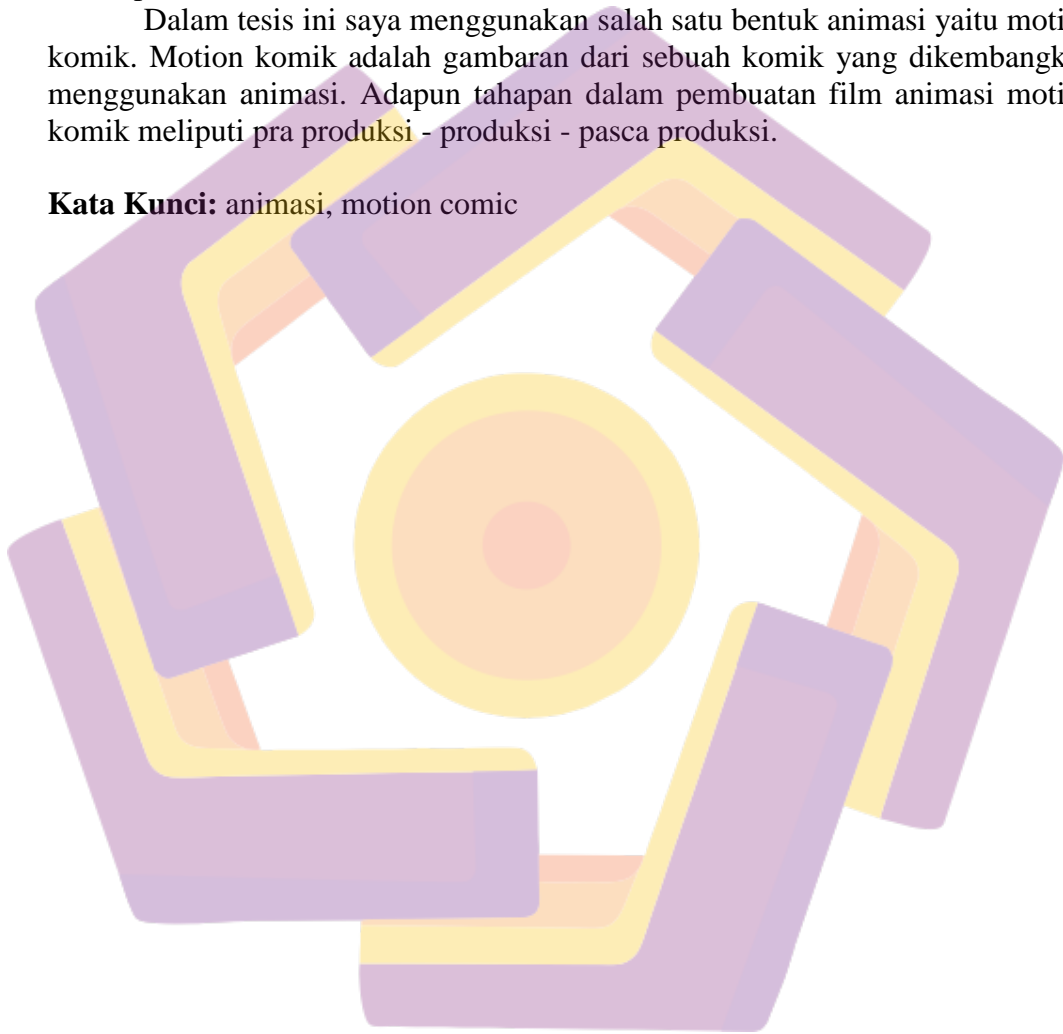 Dalam tesis ini saya menggunakan salah satu bentuk animasi yaitu moti
komik. Motion komik adalah gambaran dari sebuah komik yang dikembangk
menggunakan animasi. Adapun tahapan dalam pembuatan film animasi moti
komik meliputi pra produksi - produksi - pasca produksi.
Kata Kunci: animasi, motion comic